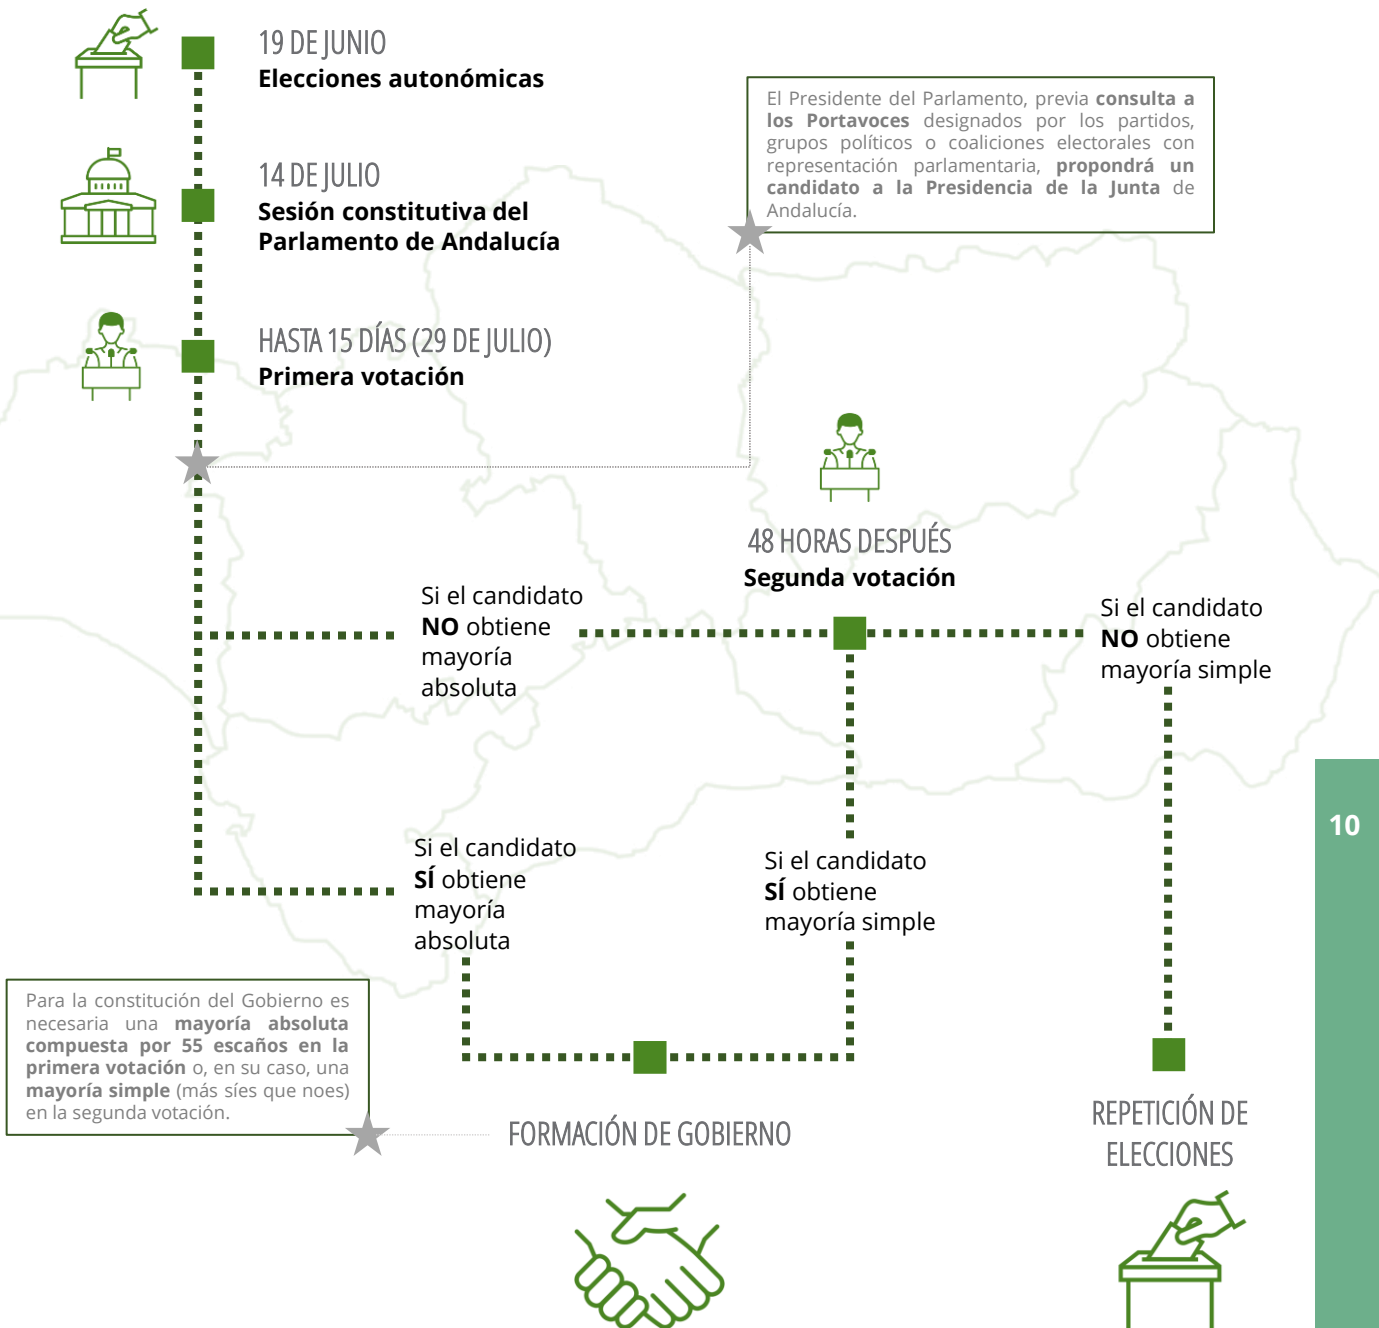 19 DE JUNIO
Elecciones autonómicas
El Presidente del Parlamento, previa consulta a
los Portavoces designados por los partidos,
grupos políticos o coaliciones electorales con
representación parlamentaria, propondrá un
candidato a la Presidencia de la Junta de
Andalucía.
14 DE JULIO
Sesión constitutiva del
Parlamento de Andalucía
HASTA 15 DÍAS (29 DE JULIO)
Primera votación
48 HORAS DESPUÉS
Segunda votación
Si el candidato
NO obtiene
mayoría
absoluta
Si el candidato
NO obtiene
mayoría simple
Si el candidato
SÍ obtiene
mayoría
absoluta
Si el candidato
SÍ obtiene
mayoría simple
10
Para la constitución del Gobierno es
necesaria una mayoría absoluta
compuesta por 55 escaños en la
primera votación o, en su caso, una
mayoría simple (más síes que noes)
en la segunda votación.
FORMACIÓN DE GOBIERNO
REPETICIÓN DE
ELECCIONES